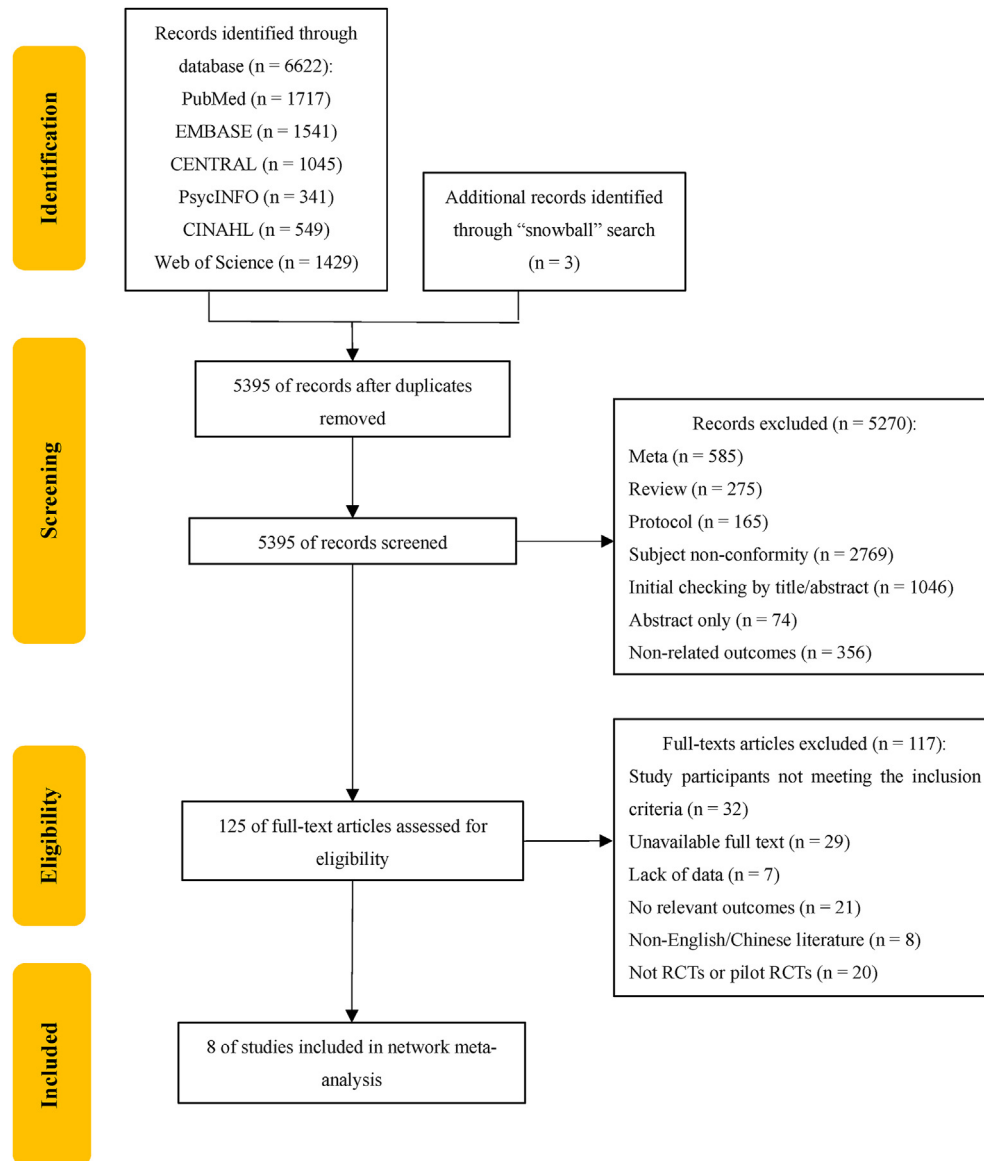 Identification
Records identified through
database (n = 6622):
PubMed (n = 1717)
EMBASE (n = 1541)
CENTRAL (n = 1045)
PsycINFO (n = 341)
CINAHL (n = 549)
Web of Science (n = 1429)
Additional records identified
through “snowball” search
(n = 3)
Screening
5395 of records after duplicates
removed
5395 of records screened
Records excluded (n = 5270):
Meta (n = 585)
Review (n = 275)
Protocol (n = 165)
Subject non-conformity (n = 2769)
Initial checking by title/abstract (n = 1046)
Abstract only (n = 74)
Non-related outcomes (n = 356)
Eligibility
125 of full-text articles assessed for
eligibility
Full-texts articles excluded (n = 117):
Study participants not meeting the inclusion
criteria (n = 32)
Unavailable full text (n = 29)
Lack of data (n = 7)
No relevant outcomes (n = 21)
Non-English/Chinese literature (n = 8)
Not RCTs or pilot RCTs (n = 20)
Included
8 of studies included in network meta-
analysis